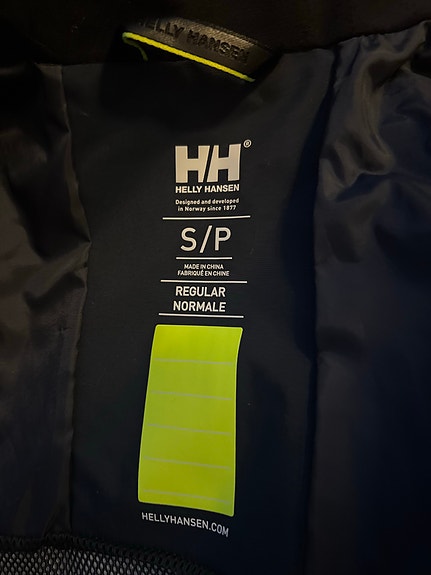 HELLY HANSEN
HH®
HELLY HANSEN
Designed and developed
in Norway since 1877
S/P
MADE IN CHINA
FABRIQUÉ EN CHINE
REGULAR
NORMALE
HELLYHANSEN.COM